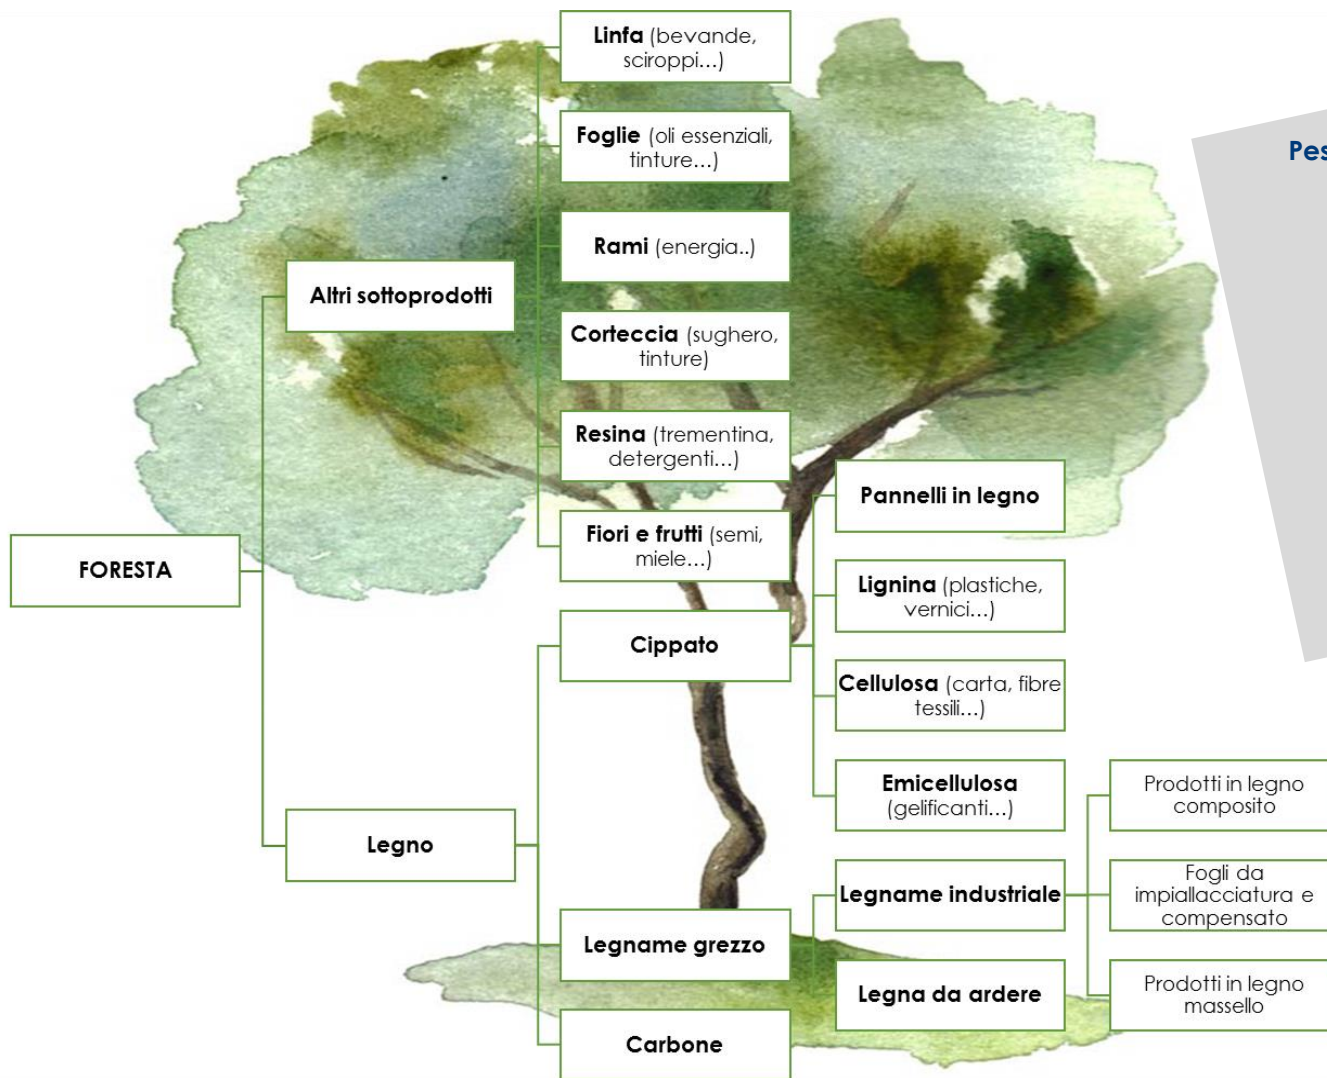 Linfa (bevande,
sciroppi...)
Foglie (oli essenziali,
tinture...)
Rami (energia..)
Altri sottoprodotti
Corteccia (sughero,
tinture)
Resina (trementina,
detergenti...)
Fiori e frutti (semi,
miele...)
FORESTA
Pannelli in legno
Lignina (plastiche,
vernici...)
Cippato
Cellulosa (carta, fibre
tessili...)
Emicellulosa
(gelificanti...)
Legno
Legname industriale
Legname grezzo
Legna da ardere
Carbone
Prodotti in legno
composito
Fogli da
impiallacciatura e
compensato
Prodotti in legno
massello
Pes